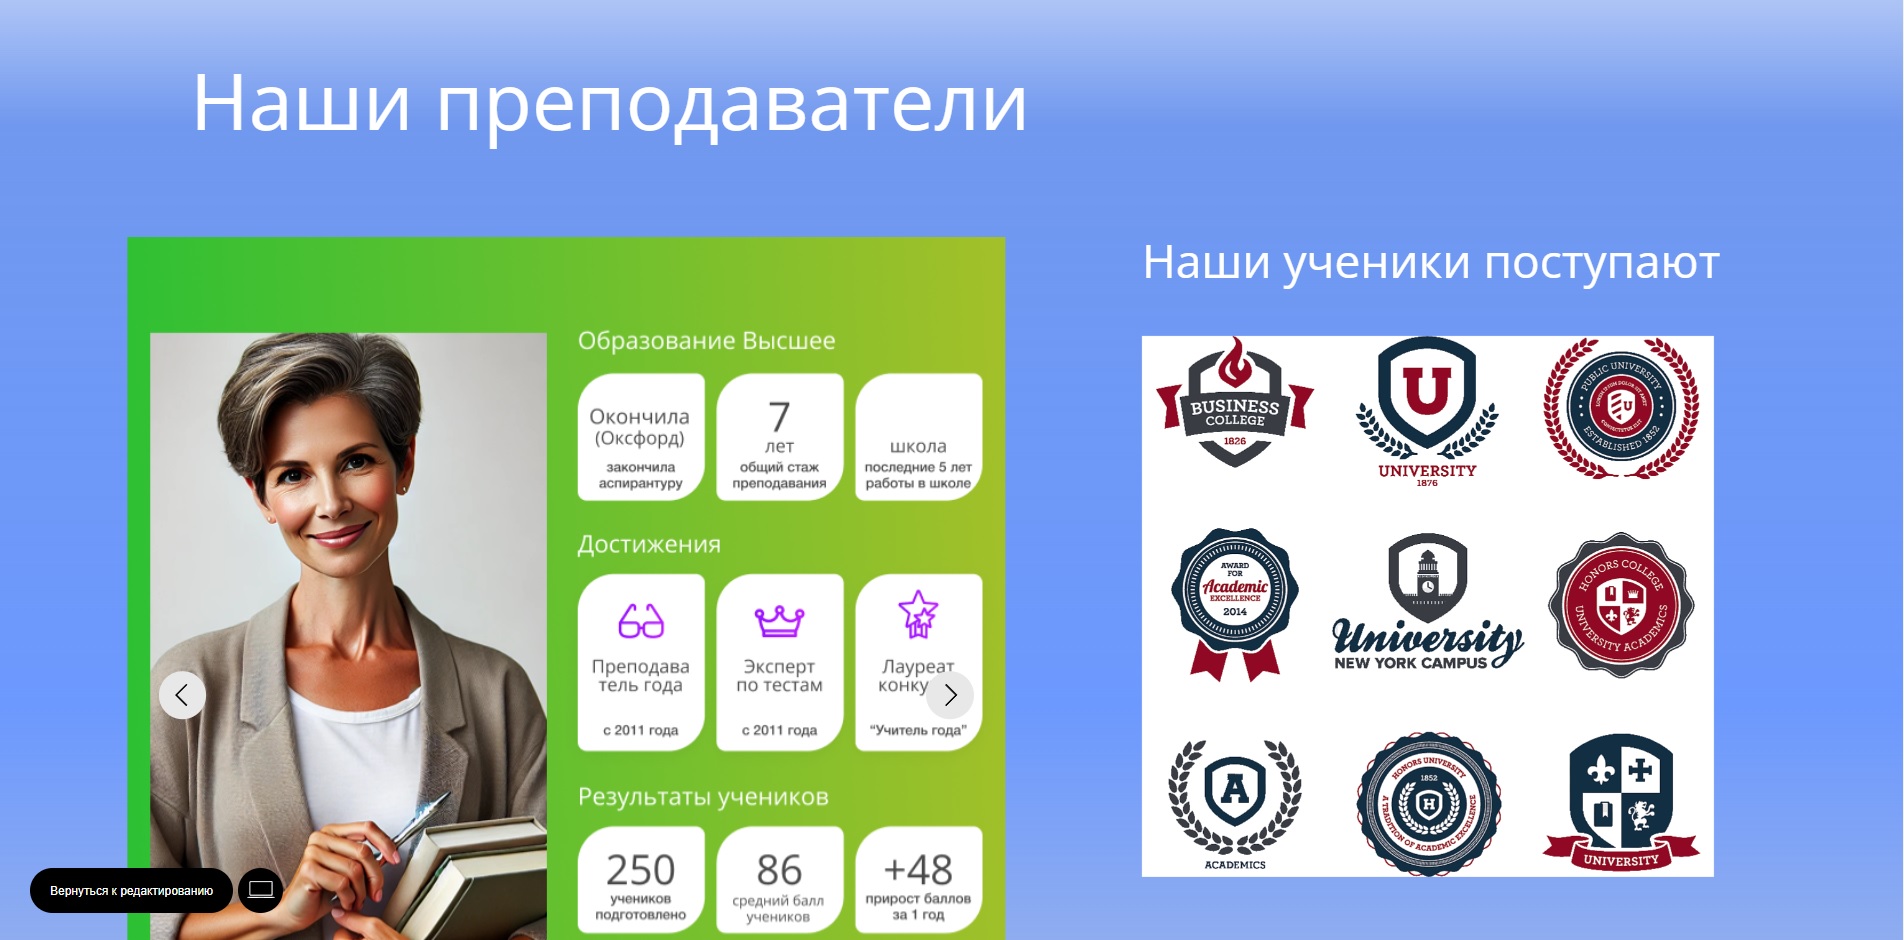 Наши преподаватели
Наши ученики поступают
Образование Высшее
Окончила
(Оксфорд)
закончила
аспирантуру
7
лет
общий стаж
преподавания
школа
последние 5 лет
работы в школе
Достижения
Преподава
тель года
с 2011 года
Эксперт
по тестам
с 2011 года
Лауреат
"Учитель года"
Результаты учеников
250
учеников
подготовлено
86
средний балл
учеников
+48
прирост баллов
за 1 год
Вернуться к редактированию
BUSINESS
COLLEGE
1826
U
UNIVERSITY
1876
PUBLIC UNIVERSITY
U
ESTABLISHED 1852
AWARD
FOR
Academic
EXCELLENCE
2014
University
NEW YORK CAMPUS
HONORS COLLEGE
UNIVERSITY ACADEMICS
A
ACADEMICS
HONORS UNIVERSITY
1852
H
A TRADITION OF ACADEMIC EXCELLENCE
UNIVERSITY